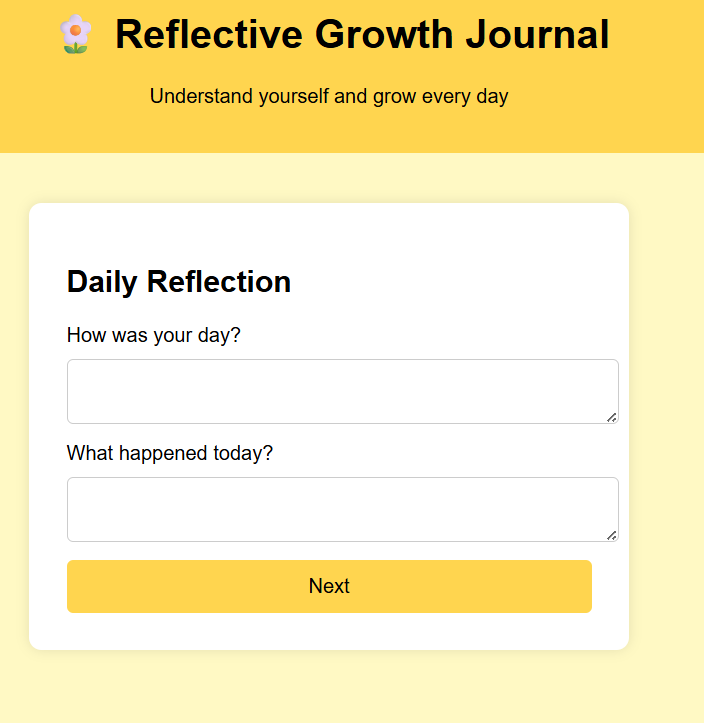 Reflective Growth Journal
Understand yourself and grow every day
Daily Reflection
How was your day?
What happened today?
Next